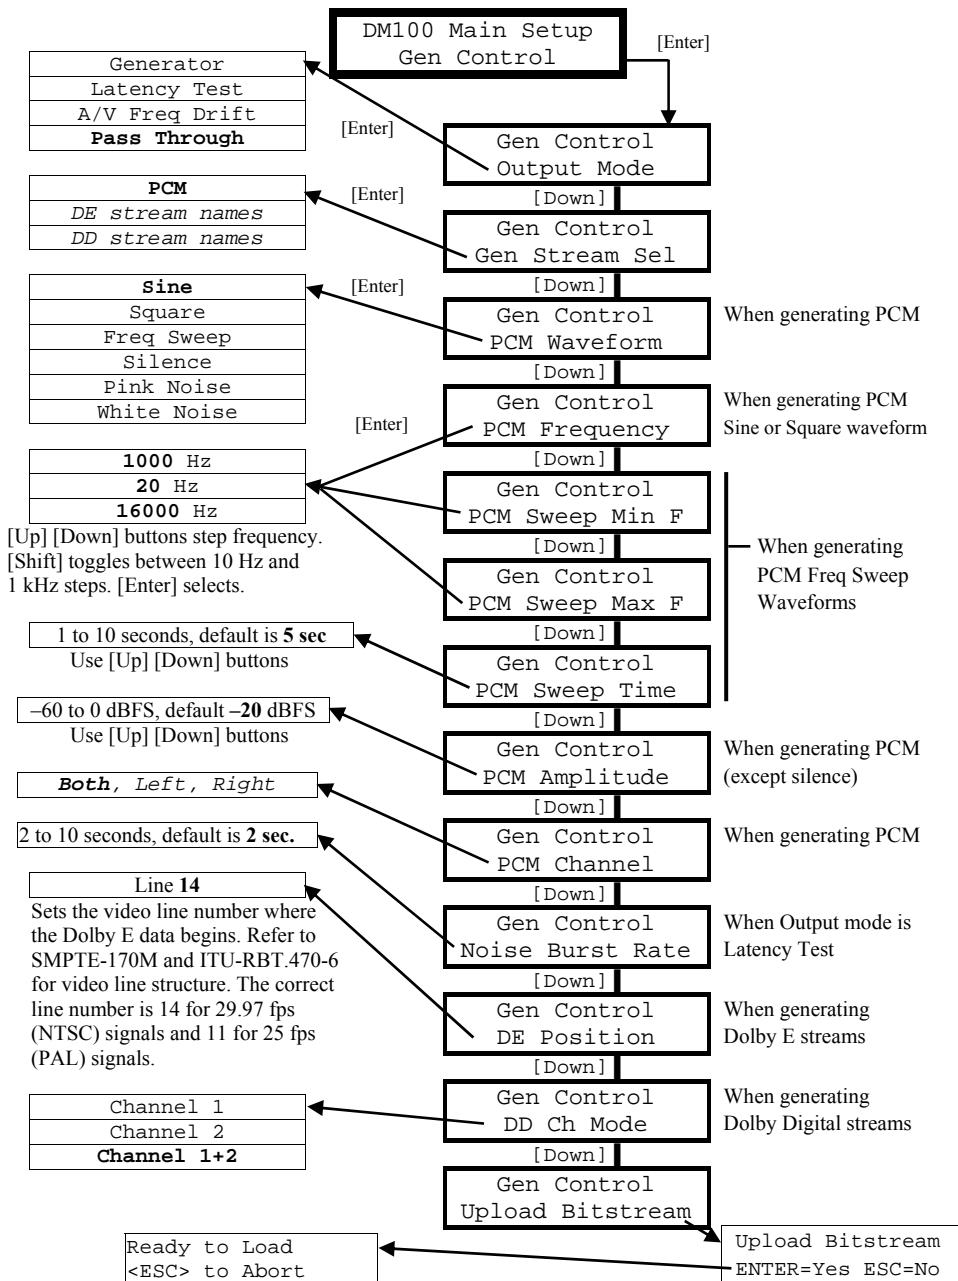 DM100 Main Setup
Gen Control
[Enter]
Generator
Latency Test
A/V Freq Drift
Pass Through
[Enter]
Gen Control
Output Mode
[Down]
PCM
DE stream names
DD stream names
[Enter]
Gen Control
Gen Stream Sel
[Down]
Sine
Square
Freq Sweep
Silence
Pink Noise
White Noise
[Enter]
Gen Control
PCM Waveform
When generating PCM
[Down]
[Enter]
Gen Control
PCM Frequency
When generating PCM
Sine or Square waveform
[Down]
1000 Hz
20 Hz
16000 Hz
[Up] [Down] buttons step frequency.
[Shift] toggles between 10 Hz and
1 kHz steps. [Enter] selects.
Gen Control
PCM Sweep Min F
[Down]
Gen Control
PCM Sweep Max F
[Down]
When generating
PCM Freq Sweep
Waveforms
1 to 10 seconds, default is 5 sec
Use [Up] [Down] buttons
Gen Control
PCM Sweep Time
[Down]
–60 to 0 dBFS, default –20 dBFS
Use [Up] [Down] buttons
Gen Control
PCM Amplitude
When generating PCM
(except silence)
[Down]
Both, Left, Right
Gen Control
PCM Channel
When generating PCM
[Down]
2 to 10 seconds, default is 2 sec.
Gen Control
Noise Burst Rate
When Output mode is
Latency Test
[Down]
Line 14
Sets the video line number where
the Dolby E data begins. Refer to
SMPTE-170M and ITU-RBT.470-6
for video line structure. The correct
line number is 14 for 29.97 fps
(NTSC) signals and 11 for 25 fps
(PAL) signals.
Gen Control
DE Position
When generating
Dolby E streams
[Down]
Channel 1
Channel 2
Channel 1+2
Gen Control
DD Ch Mode
When generating
Dolby Digital streams
[Down]
Gen Control
Upload Bitstream
Upload Bitstream
ENTER=Yes ESC=No
Ready to Load
<ESC> to Abort